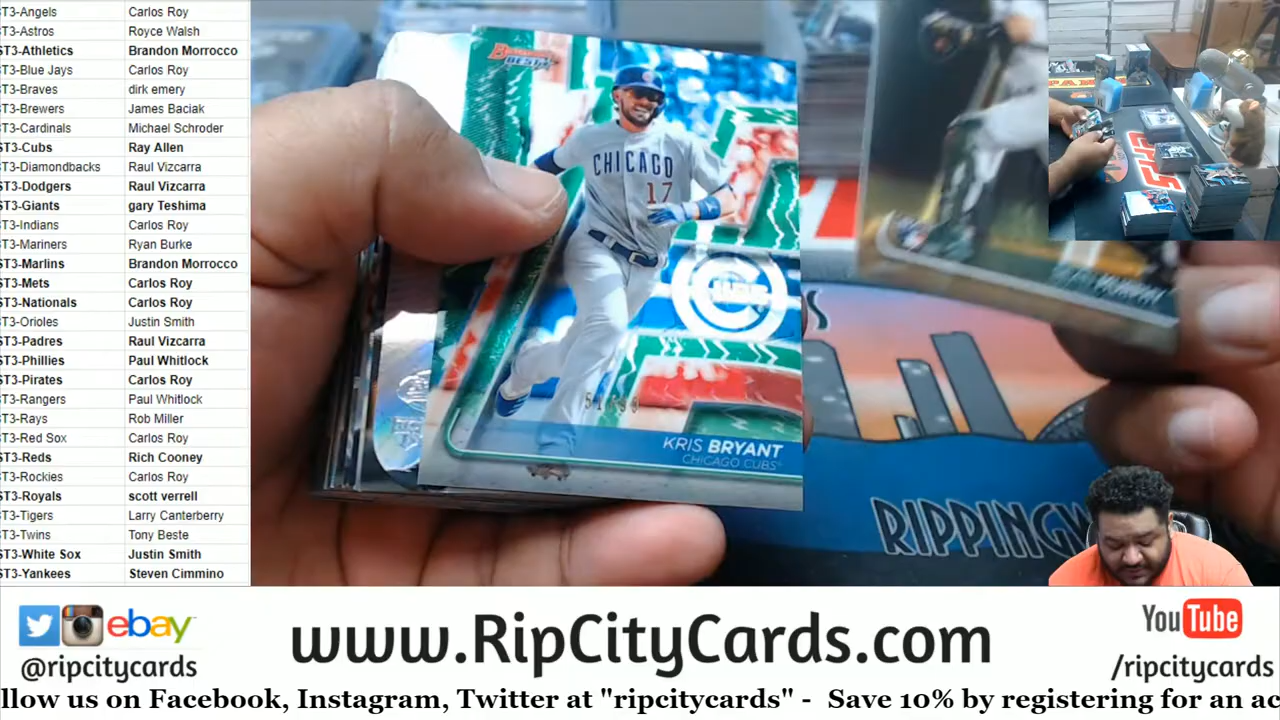 ST3-Angels Carlos Roy
ST3-Astros Royce Walsh
ST3-Athletics Brandon Morrocco
ST3-Blue Jays Carlos Roy
ST3-Braves dirk emery
ST3-Brewers James Baciak
ST3-Cardinals Michael Schroder
ST3-Cubs Ray Allen
ST3-Diamondbacks Raul Vizcarra
ST3-Dodgers Raul Vizcarra
ST3-Giants gary Teshima
ST3-Indians Carlos Roy
ST3-Mariners Ryan Burke
ST3-Marlins Brandon Morrocco
ST3-Mets Carlos Roy
ST3-Nationals Carlos Roy
ST3-Orioles Justin Smith
ST3-Padres Raul Vizcarra
ST3-Phillies Paul Whitlock
ST3-Pirates Carlos Roy
ST3-Rangers Paul Whitlock
ST3-Rays Rob Miller
ST3-Red Sox Carlos Roy
ST3-Reds Rich Cooney
ST3-Rockies Carlos Roy
ST3-Royals scott verrell
ST3-Tigers Larry Canterbery
ST3-Twins Tony Beste
ST3-White Sox Justin Smith
ST3-Yankees Steven Cimmino
BEST
CHICAGO
17
CUBS
KRIS BRYANT
CHICAGO CUBS
RIPPING
ebay
@ripcitycards
www.RipCityCards.com
YouTube
/ripcitycards
llow us on Facebook, Instagram, Twitter at "ripcitycards" - Save 10% by registering for an ac